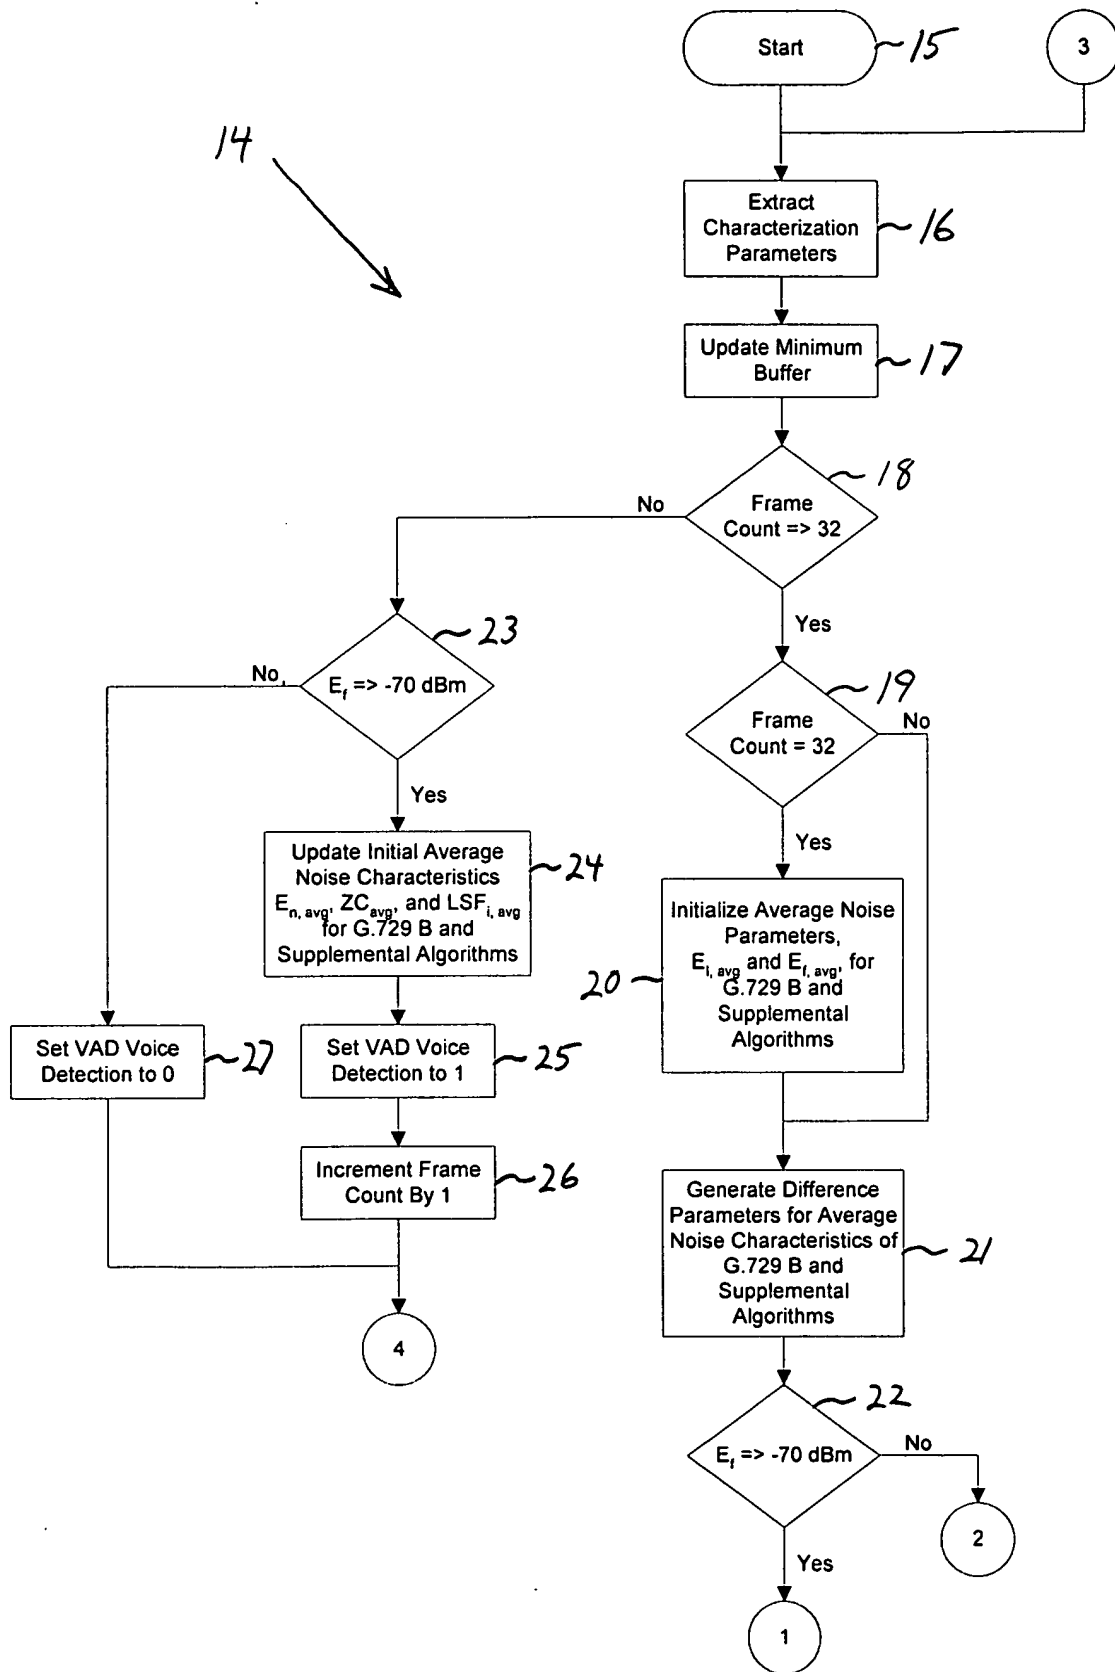 Start
15
3
14
Extract
Characterization
Parameters
16
Update Minimum
Buffer
17
18
Frame
Count => 32
No
Yes
23
E_f => -70 dBm
No
Yes
19
Frame
Count = 32
No
Yes
Update Initial Average
Noise Characteristics
E_n, avg, ZC_avg, and LSF_i, avg
for G.729 B and
Supplemental Algorithms
24
Initialize Average Noise
Parameters,
E_l, avg and E_f, avg, for
G.729 B and
Supplemental
Algorithms
20
Set VAD Voice
Detection to 0
27
Set VAD Voice
Detection to 1
25
Increment Frame
Count By 1
26
Generate Difference
Parameters for Average
Noise Characteristics of
G.729 B and
Supplemental
Algorithms
21
4
22
E_f => -70 dBm
No
2
Yes
1